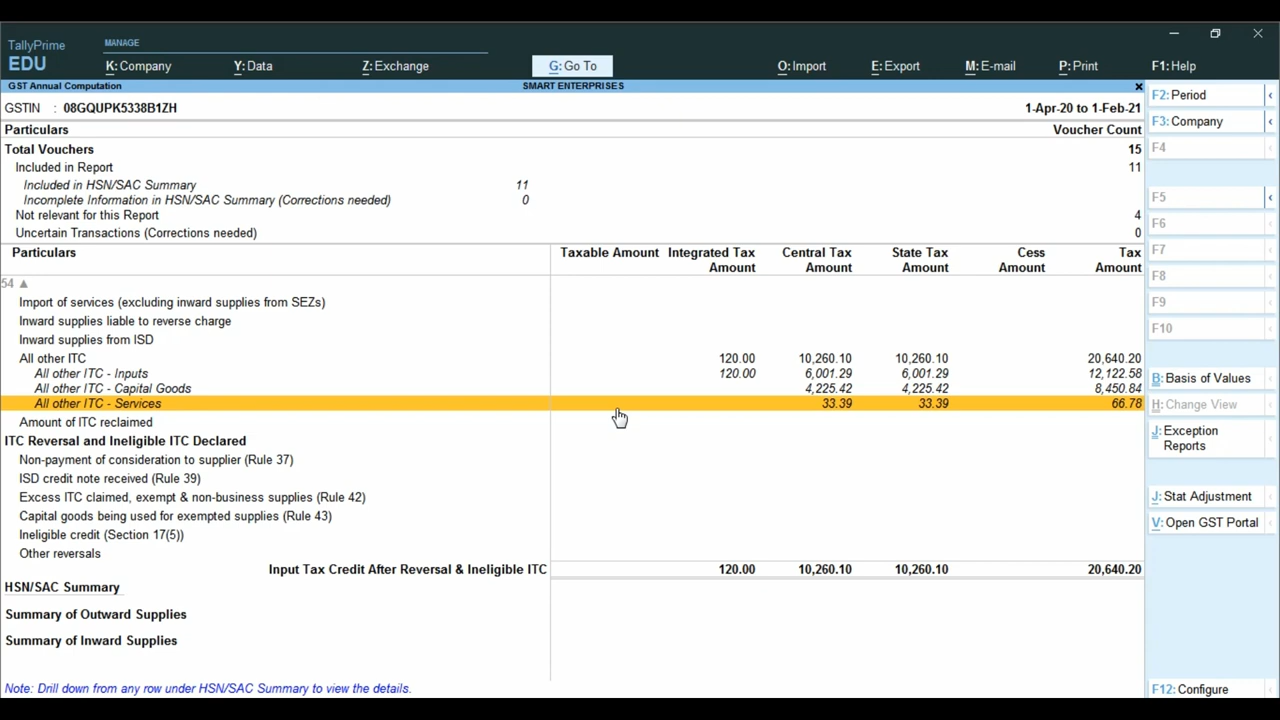 TallyPrime
EDU
MANAGE
K: Company Y: Data Z: Exchange G: Go To O: Import E: Export M: E-mail P: Print F1: Help
GST Annual Computation SMART ENTERPRISES ×
GSTIN : 08GQUPK5338B1ZH 1-Apr-20 to 1-Feb-21
Particulars Voucher Count
Total Vouchers 15
Included in Report 11
Included in HSN/SAC Summary 11
Incomplete Information in HSN/SAC Summary (Corrections needed) 0
Not relevant for this Report 4
Uncertain Transactions (Corrections needed) 0
Particulars Taxable Amount Integrated Tax Central Tax State Tax Cess Tax
Amount Amount Amount Amount Amount
54 ▲
Import of services (excluding inward supplies from SEZs)
Inward supplies liable to reverse charge
Inward supplies from ISD
All other ITC 120.00 10,260.10 10,260.10 20,640.20
All other ITC - Inputs 120.00 6,001.29 6,001.29 12,122.58
All other ITC - Capital Goods 4,225.42 4,225.42 8,450.84
All other ITC - Services 33.39 33.39 66.78
Amount of ITC reclaimed
ITC Reversal and Ineligible ITC Declared
Non-payment of consideration to supplier (Rule 37)
ISD credit note received (Rule 39)
Excess ITC claimed, exempt & non-business supplies (Rule 42)
Capital goods being used for exempted supplies (Rule 43)
Ineligible credit (Section 17(5))
Other reversals
Input Tax Credit After Reversal & Ineligible ITC 120.00 10,260.10 10,260.10 20,640.20
HSN/SAC Summary
Summary of Outward Supplies
Summary of Inward Supplies
Note: Drill down from any row under HSN/SAC Summary to view the details.
F2: Period
F3: Company
F4
F5
F6
F7
F8
F9
F10
B: Basis of Values
H: Change View
J: Exception
Reports
J: Stat Adjustment
V: Open GST Portal
F12: Configure